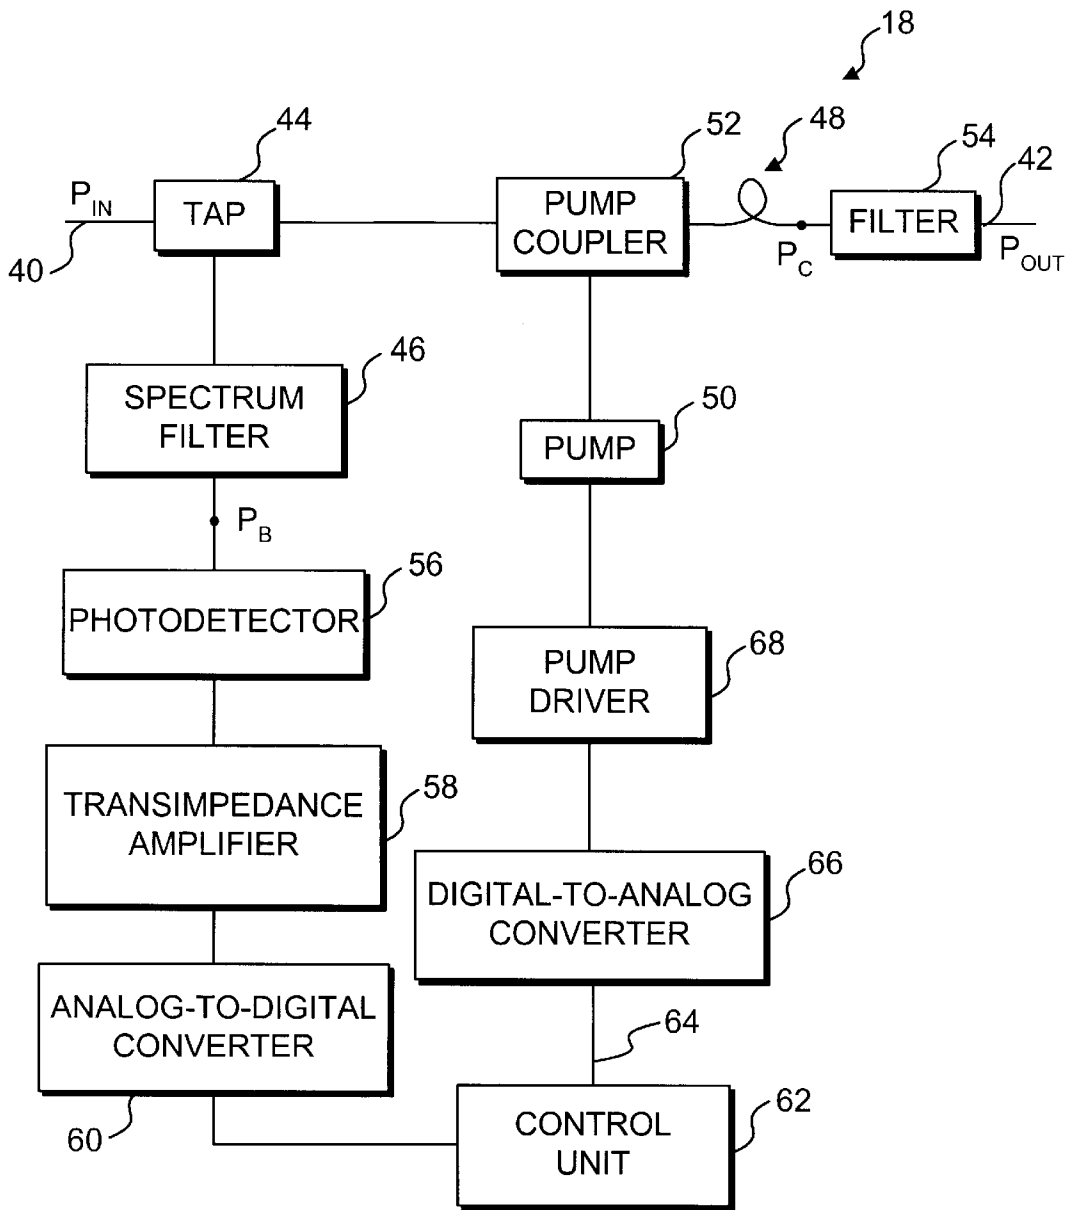 18
44
52
48
54
42
P_IN
TAP
PUMP
COUPLER
FILTER
40
P_C
P_OUT
46
SPECTRUM
FILTER
50
PUMP
P_B
56
PHOTODETECTOR
68
PUMP
DRIVER
58
TRANSIMPEDANCE
AMPLIFIER
66
DIGITAL-TO-ANALOG
CONVERTER
ANALOG-TO-DIGITAL
CONVERTER
64
60
62
CONTROL
UNIT